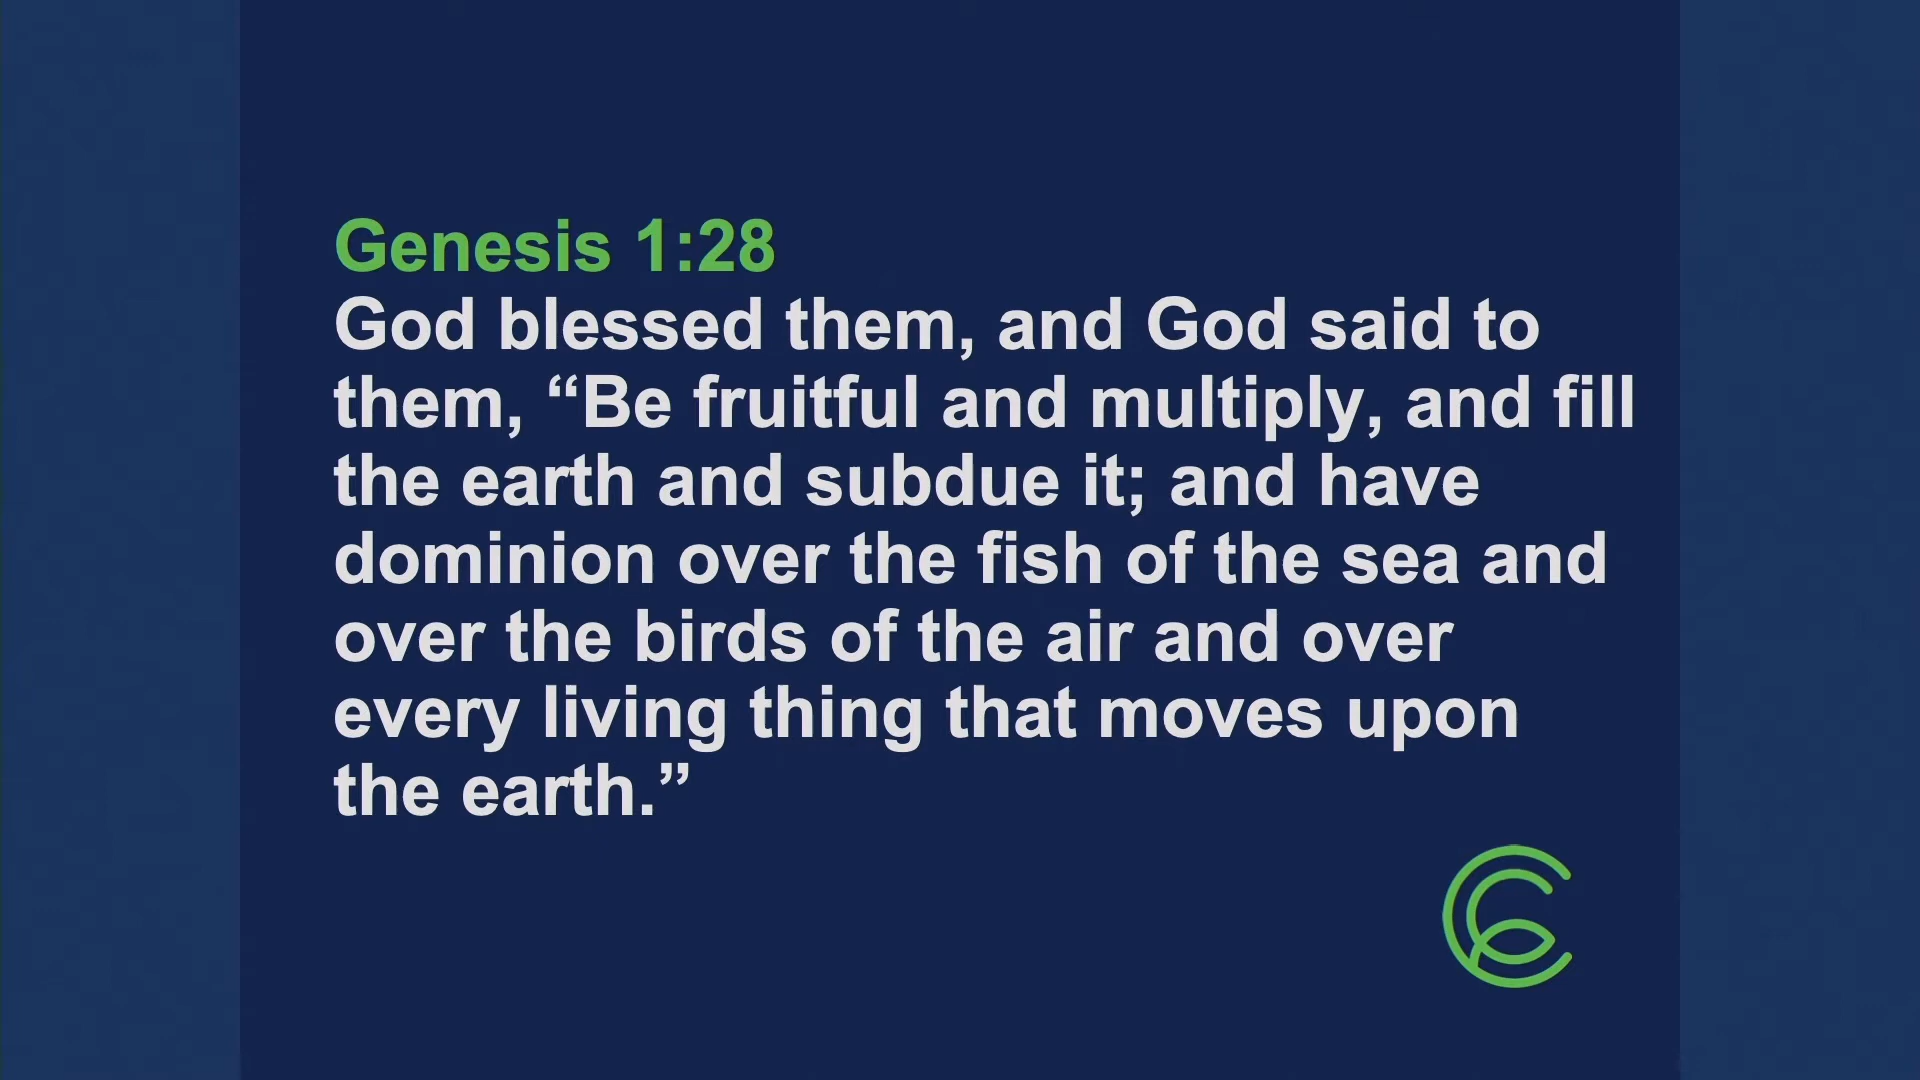 Genesis 1:28
God blessed them, and God said to
them, “Be fruitful and multiply, and fill
the earth and subdue it; and have
dominion over the fish of the sea and
over the birds of the air and over
every living thing that moves upon
the earth.”